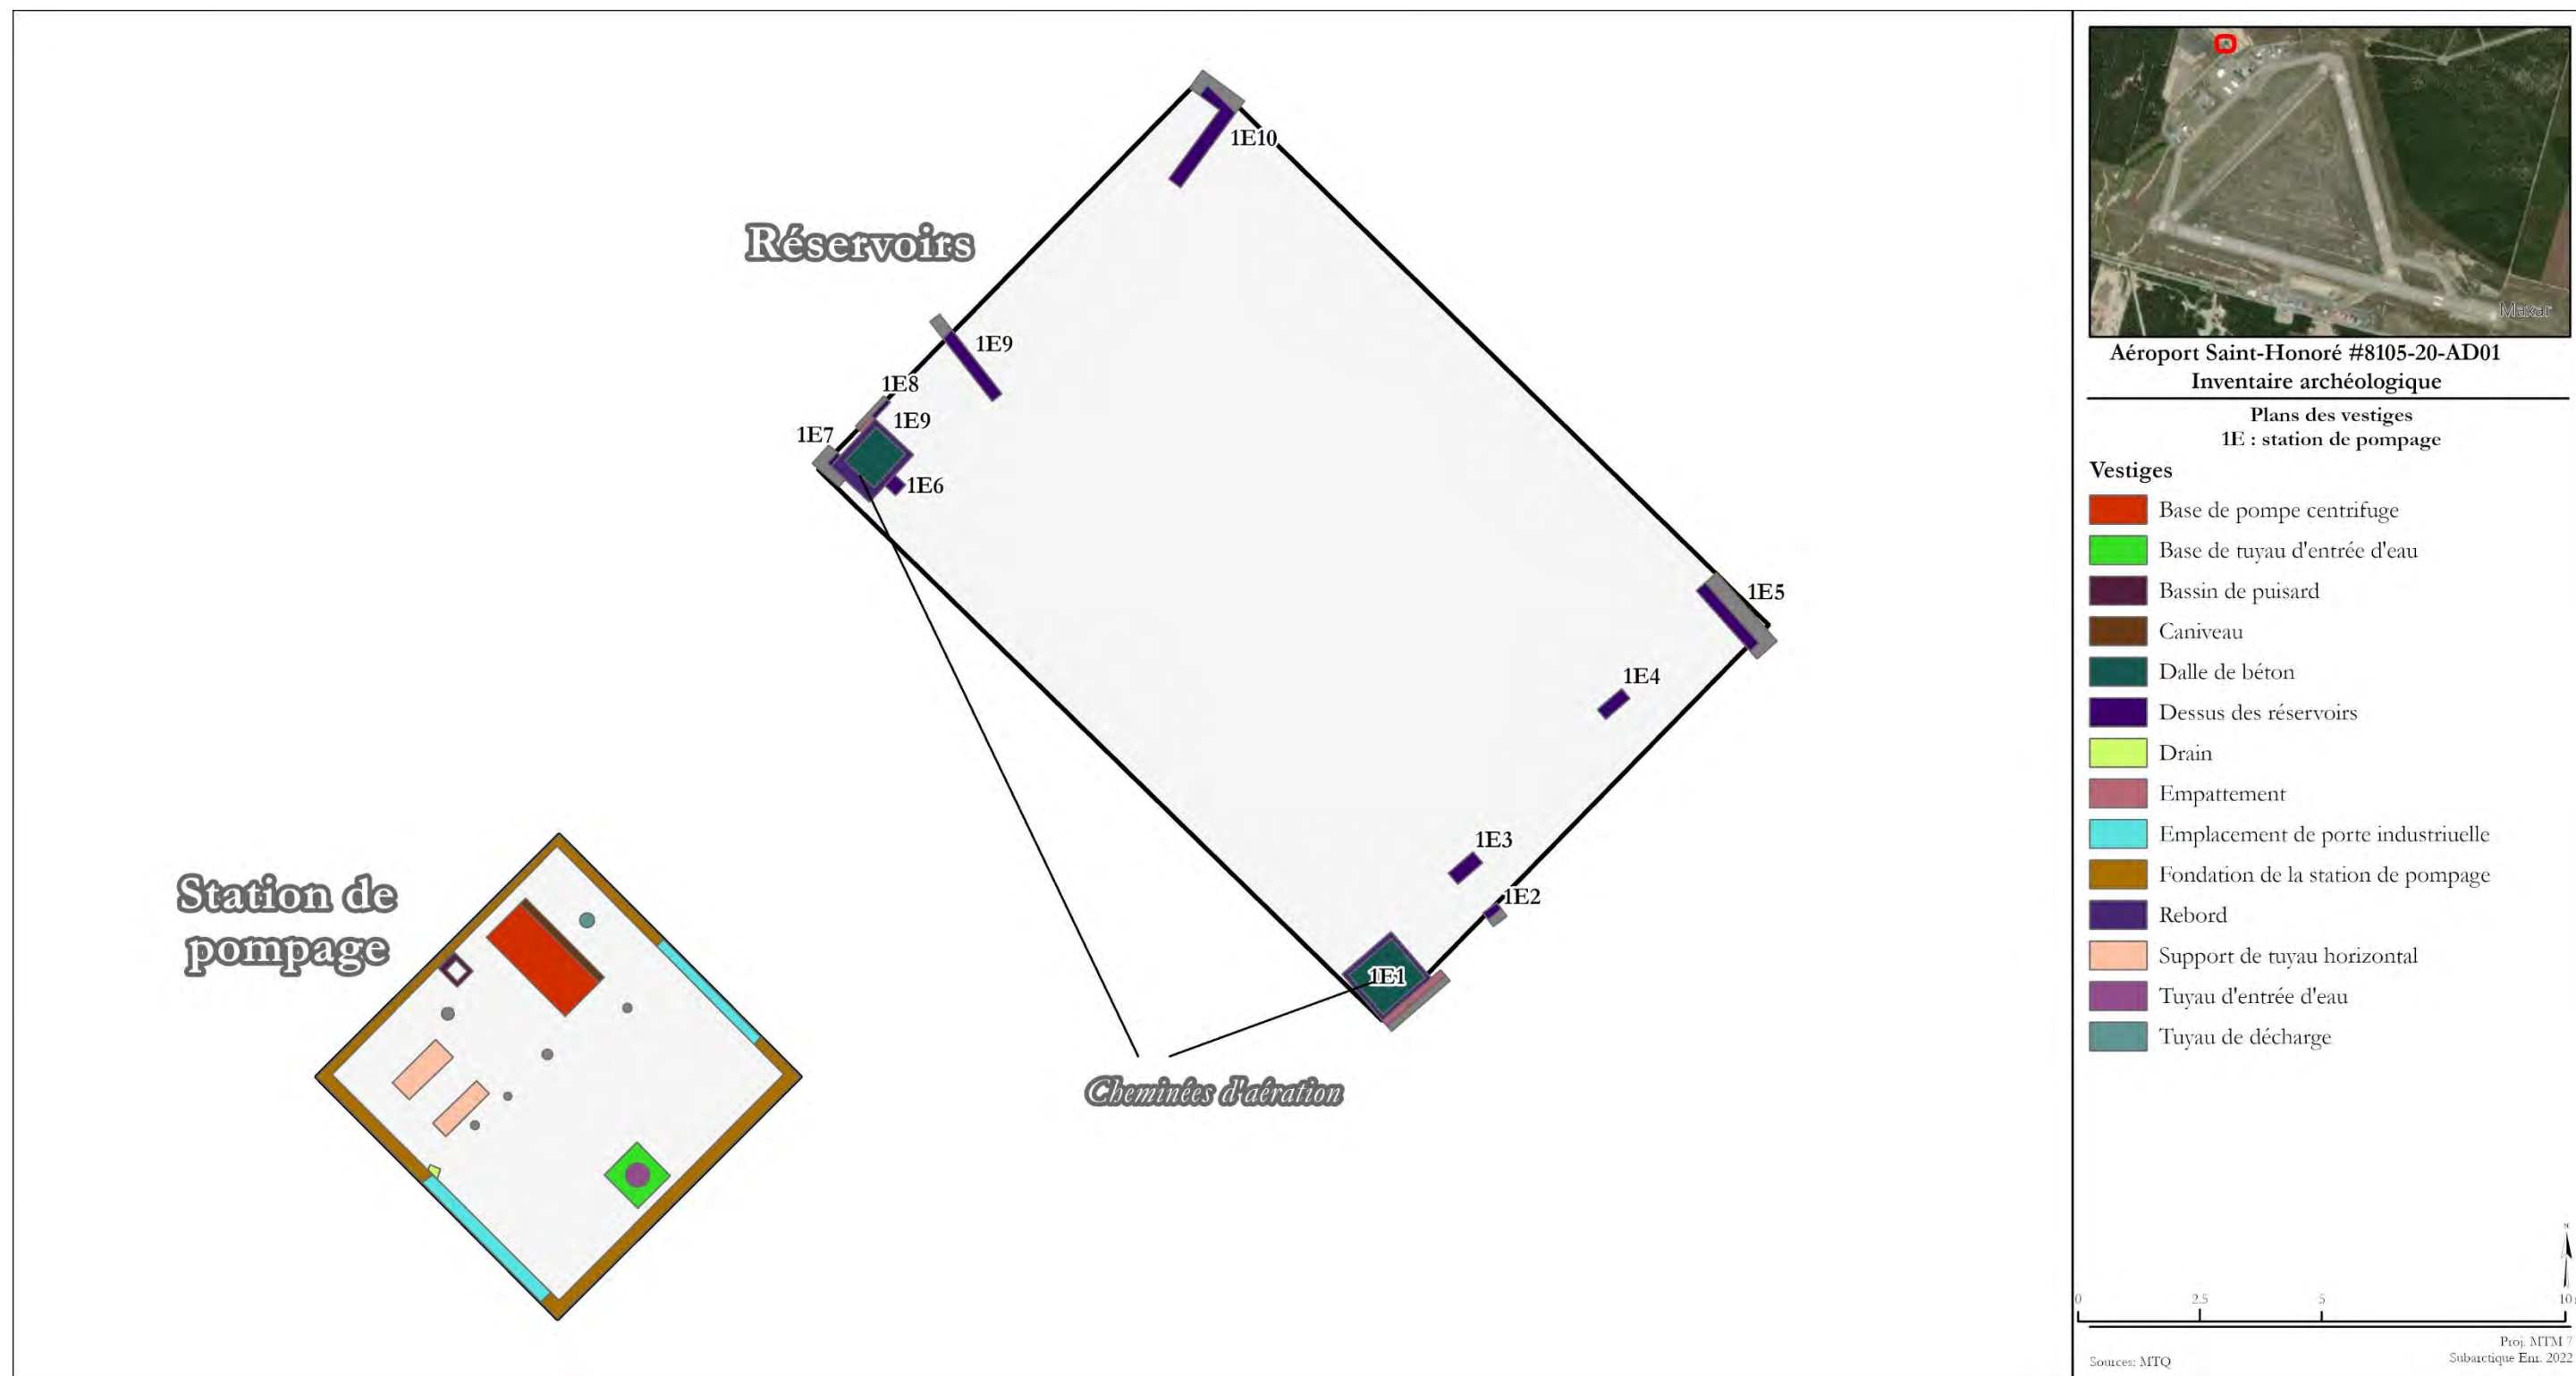 1E10
Réservoirs
1E9
1E8
1E9
1E7
1E6
1E5
1E4
1E3
1E2
1E1
Station de
pompage
Cheminées d'aération
Maxar
Aéroport Saint-Honoré #8105-20-AD01
Inventaire archéologique
Plans des vestiges
1E : station de pompage
Vestiges
Base de pompe centrifuge
Base de tuyau d'entrée d'eau
Bassin de puisard
Caniveau
Dalle de béton
Dessus des réservoirs
Drain
Empattement
Emplacement de porte industriuelle
Fondation de la station de pompage
Rebord
Support de tuyau horizontal
Tuyau d'entrée d'eau
Tuyau de décharge
N
0 2.5 5 10
Proj. MTM 7
Sources: MTQ
Subarctique Enr. 2022